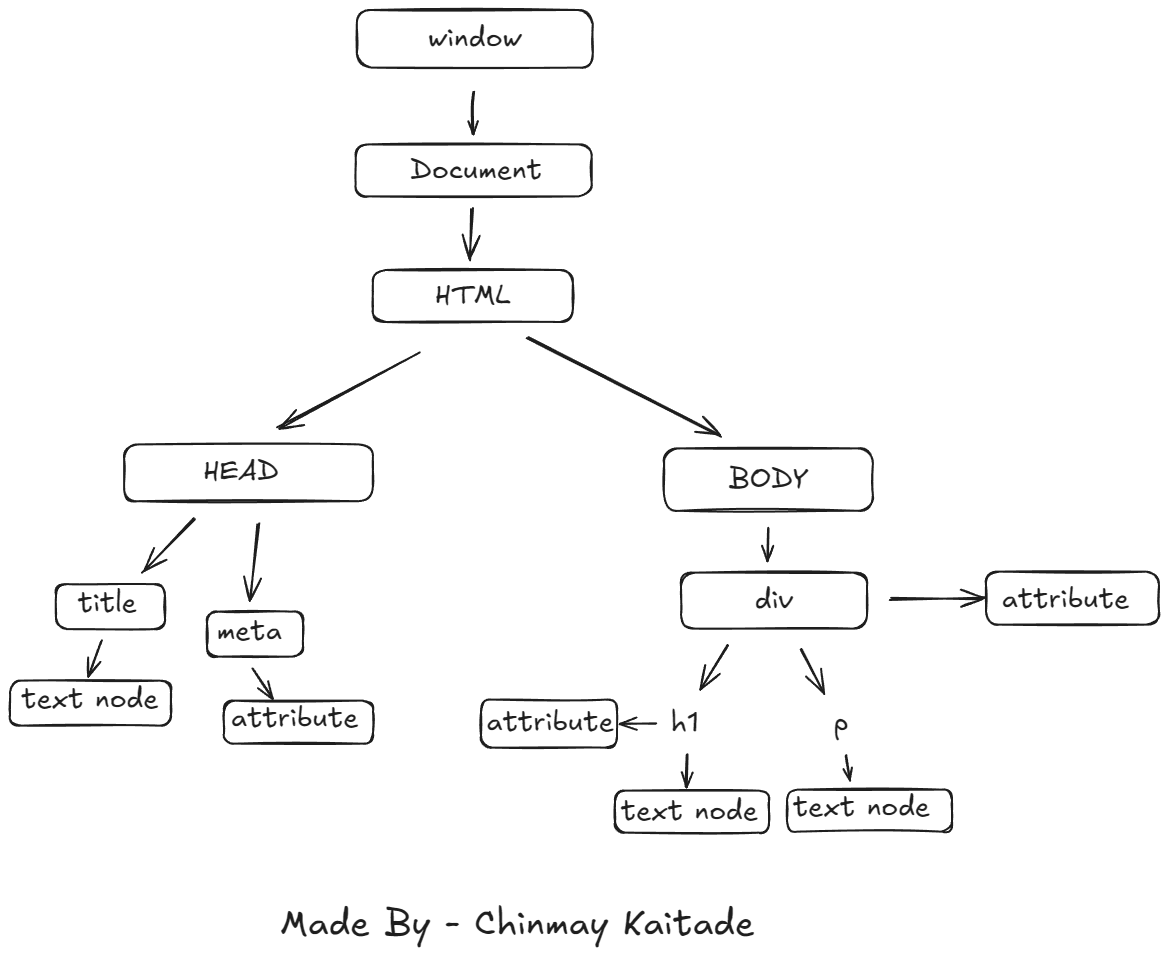 window
Document
HTML
HEAD
BODY
title
meta
div
attribute
text node
attribute
attribute
h1
p
text node
text node
Made By - Chinmay Kaitade